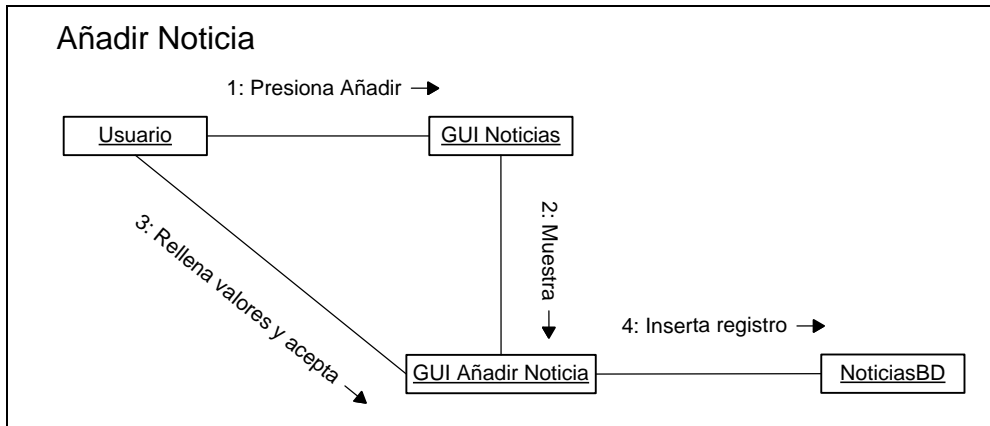 Añadir Noticia
1: Presiona Añadir
Usuario
GUI Noticias
2: Muestra
3: Rellena valores y acepta
4: Inserta registro
GUI Añadir Noticia
NoticiasBD